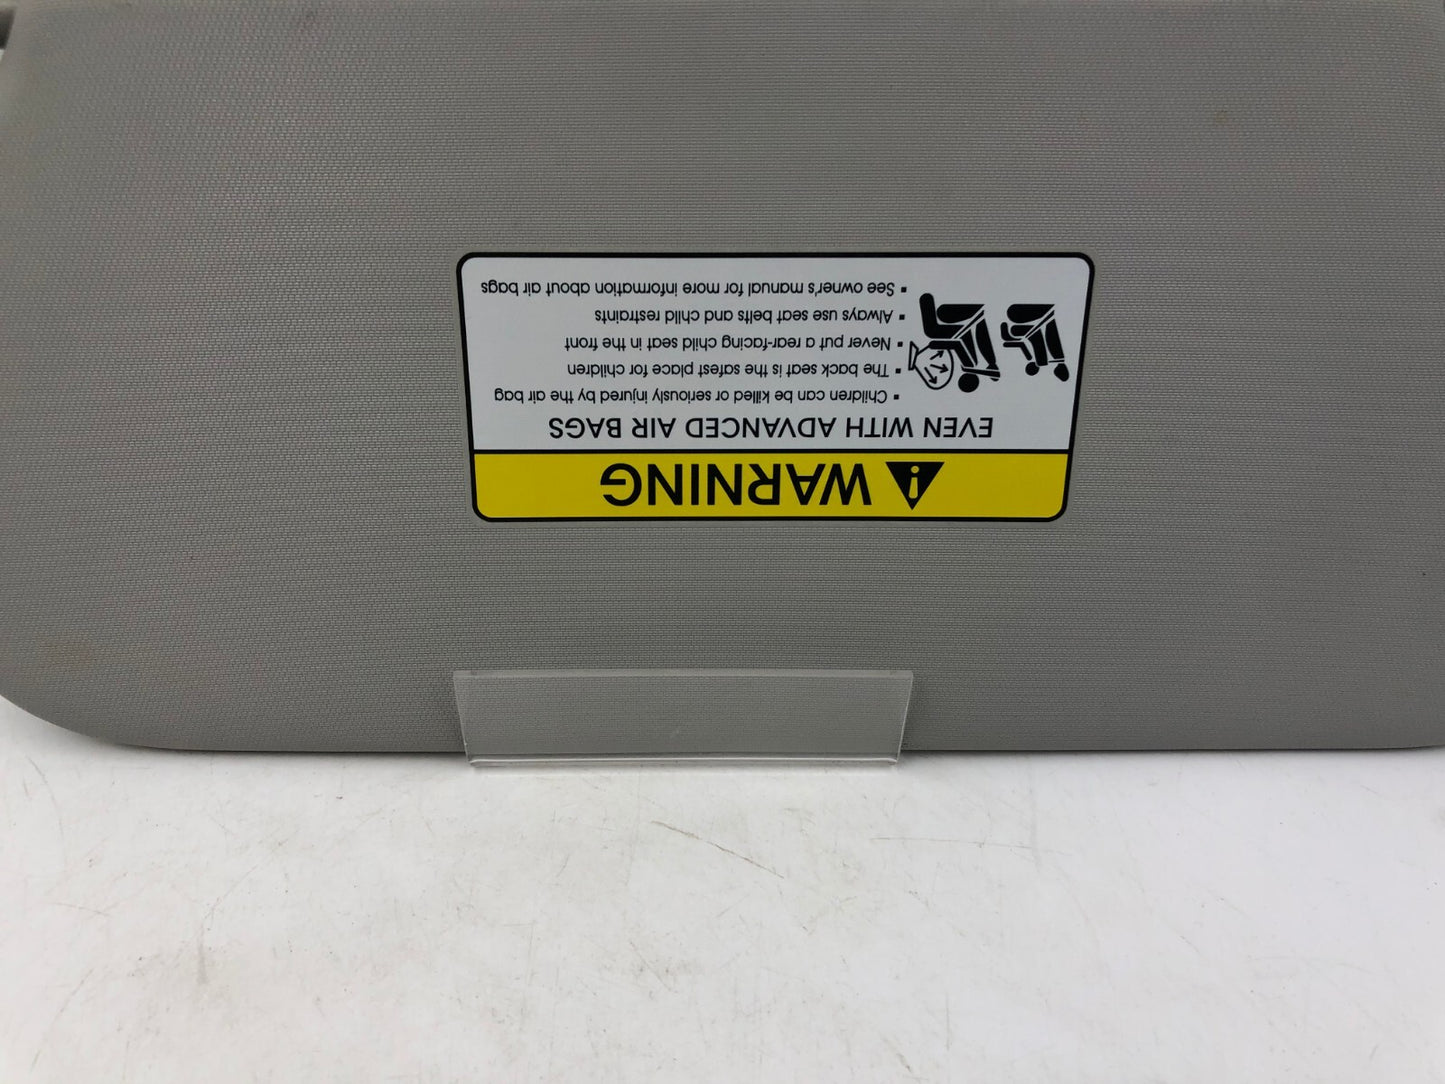 WARNING
EVEN WITH ADVANCED AIR BAGS
▪ Children can be killed or seriously injured by the air bag
▪ The back seat is the safest place for children
▪ Never put a rear-facing child seat in the front
▪ Always use seat belts and child restraints
▪ See owner's manual for more information about air bags